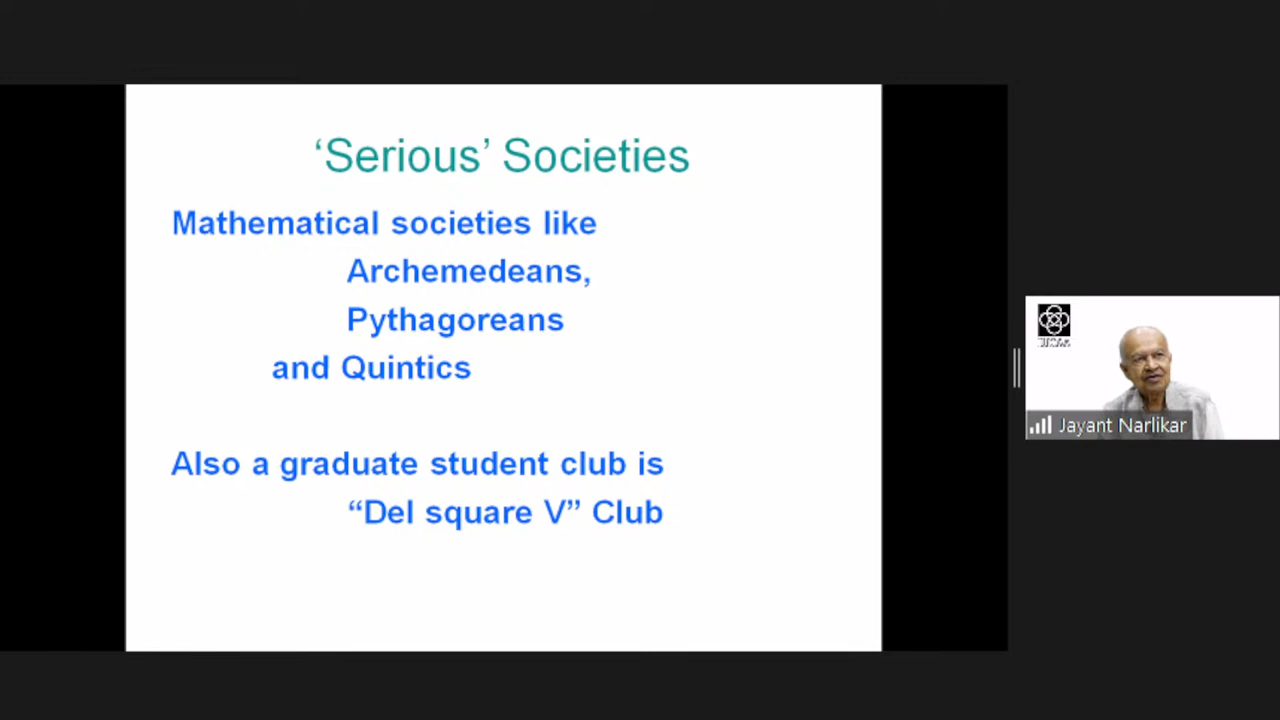 ‘Serious’ Societies
Mathematical societies like
Archemedeans,
Pythagoreans
and Quintics
Also a graduate student club is
“Del square V” Club
Jayant Narlikar